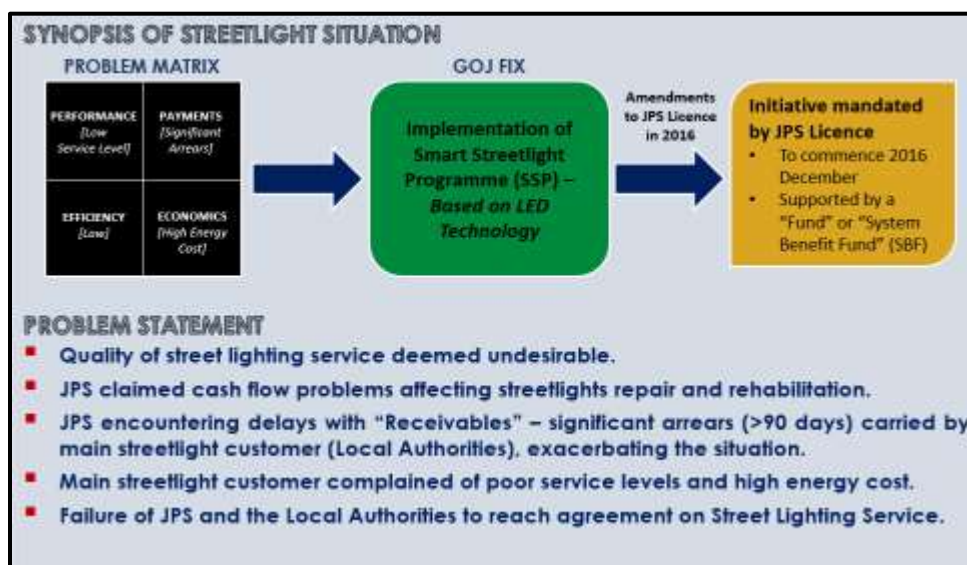 SYNOPSIS OF STREETLIGHT SITUATION
PROBLEM MATRIX
PERFORMANCE
[Low
Service Level]
PAYMENTS
[Significant
Arrears]
EFFICIENCY
[Low]
ECONOMICS
[High Energy
Cost]
GOJ FIX
Implementation of
Smart Streetlight
Programme (SSP) –
Based on LED
Technology
Amendments
to JPS Licence
in 2016
Initiative mandated
by JPS Licence
• To commence 2016
December
• Supported by a
"Fund" or "System
Benefit Fund" (SBF)
PROBLEM STATEMENT
▪ Quality of street lighting service deemed undesirable.
▪ JPS claimed cash flow problems affecting streetlights repair and rehabilitation.
▪ JPS encountering delays with "Receivables" – significant arrears (>90 days) carried by
main streetlight customer (Local Authorities), exacerbating the situation.
▪ Main streetlight customer complained of poor service levels and high energy cost.
▪ Failure of JPS and the Local Authorities to reach agreement on Street Lighting Service.